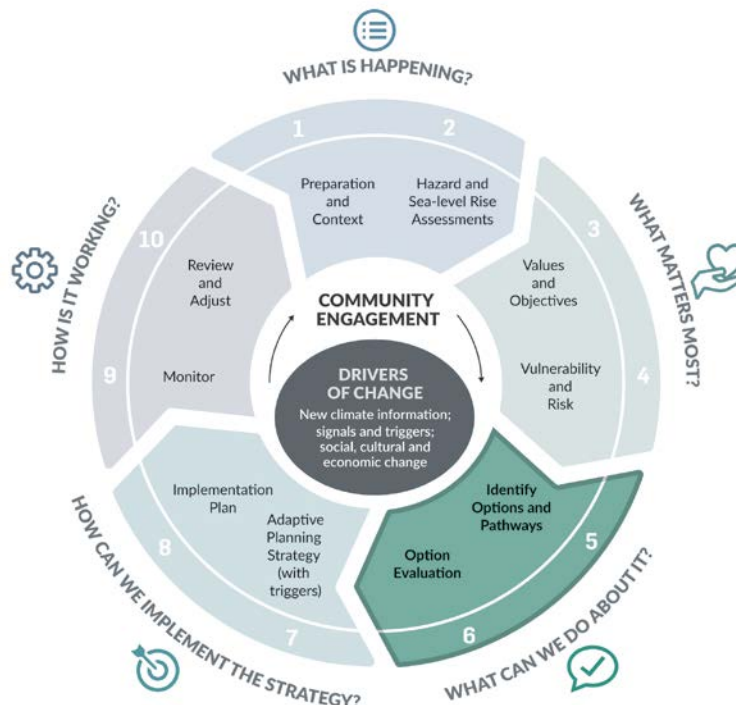 WHAT IS HAPPENING?
1
2
Preparation
and
Context
Hazard and
Sea-level Rise
Assessments
WHAT MATTERS MOST?
3
Values
and
Objectives
4
Vulnerability
and
Risk
WHAT CAN WE DO ABOUT IT?
5
Identify
Options and
Pathways
6
Option
Evaluation
HOW CAN WE IMPLEMENT THE STRATEGY?
7
Adaptive
Planning
Strategy
(with
triggers)
8
Implementation
Plan
HOW IS IT WORKING?
9
Monitor
10
Review
and
Adjust
COMMUNITY
ENGAGEMENT
DRIVERS
OF CHANGE
New climate information;
signals and triggers;
social, cultural and
economic change